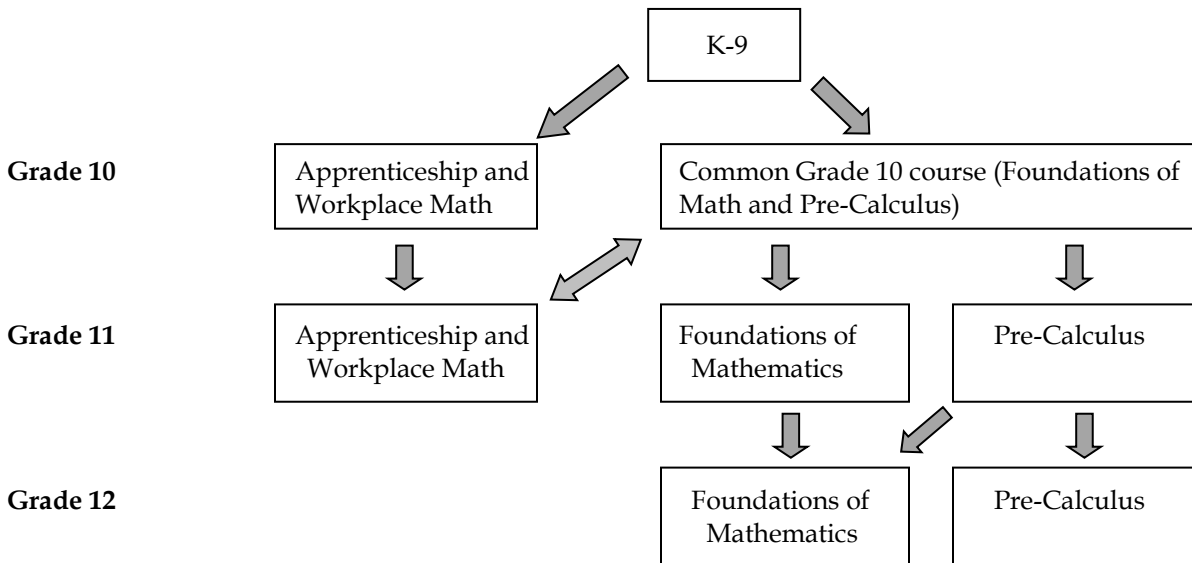 K-9
Grade 10
Apprenticeship and
Workplace Math
Common Grade 10 course (Foundations of
Math and Pre-Calculus)
Grade 11
Apprenticeship and
Workplace Math
Foundations of
Mathematics
Pre-Calculus
Grade 12
Foundations of
Mathematics
Pre-Calculus